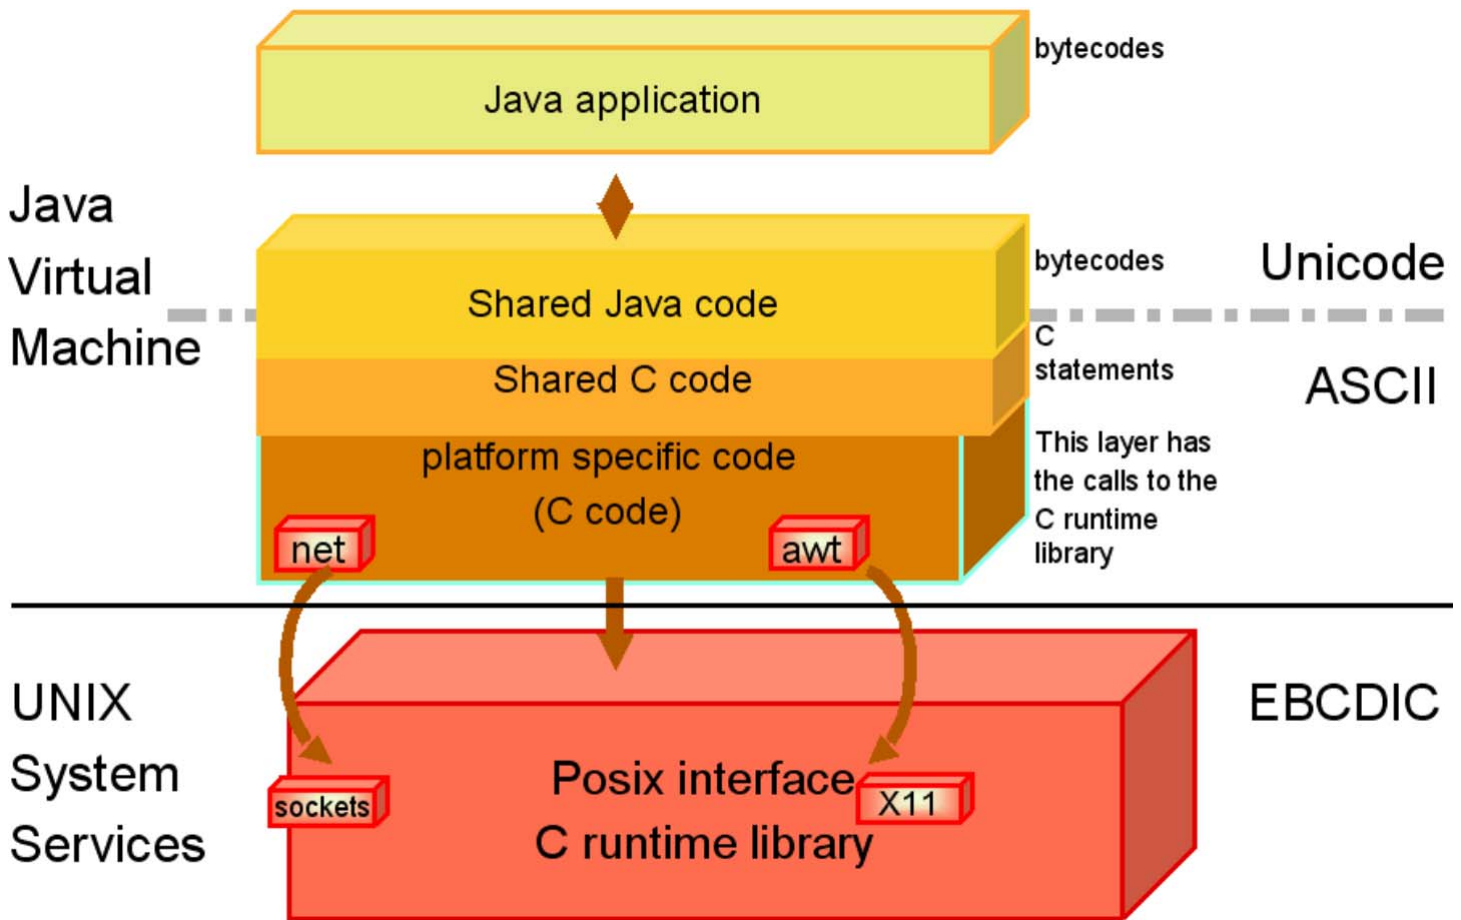 bytecodes
Java application
Java
Virtual
Machine
bytecodes
Unicode
Shared Java code
C
statements
Shared C code
ASCII
platform specific code
(C code)
This layer has
the calls to the
C runtime
library
net
awt
UNIX
System
Services
EBCDIC
Posix interface
C runtime library
sockets
X11